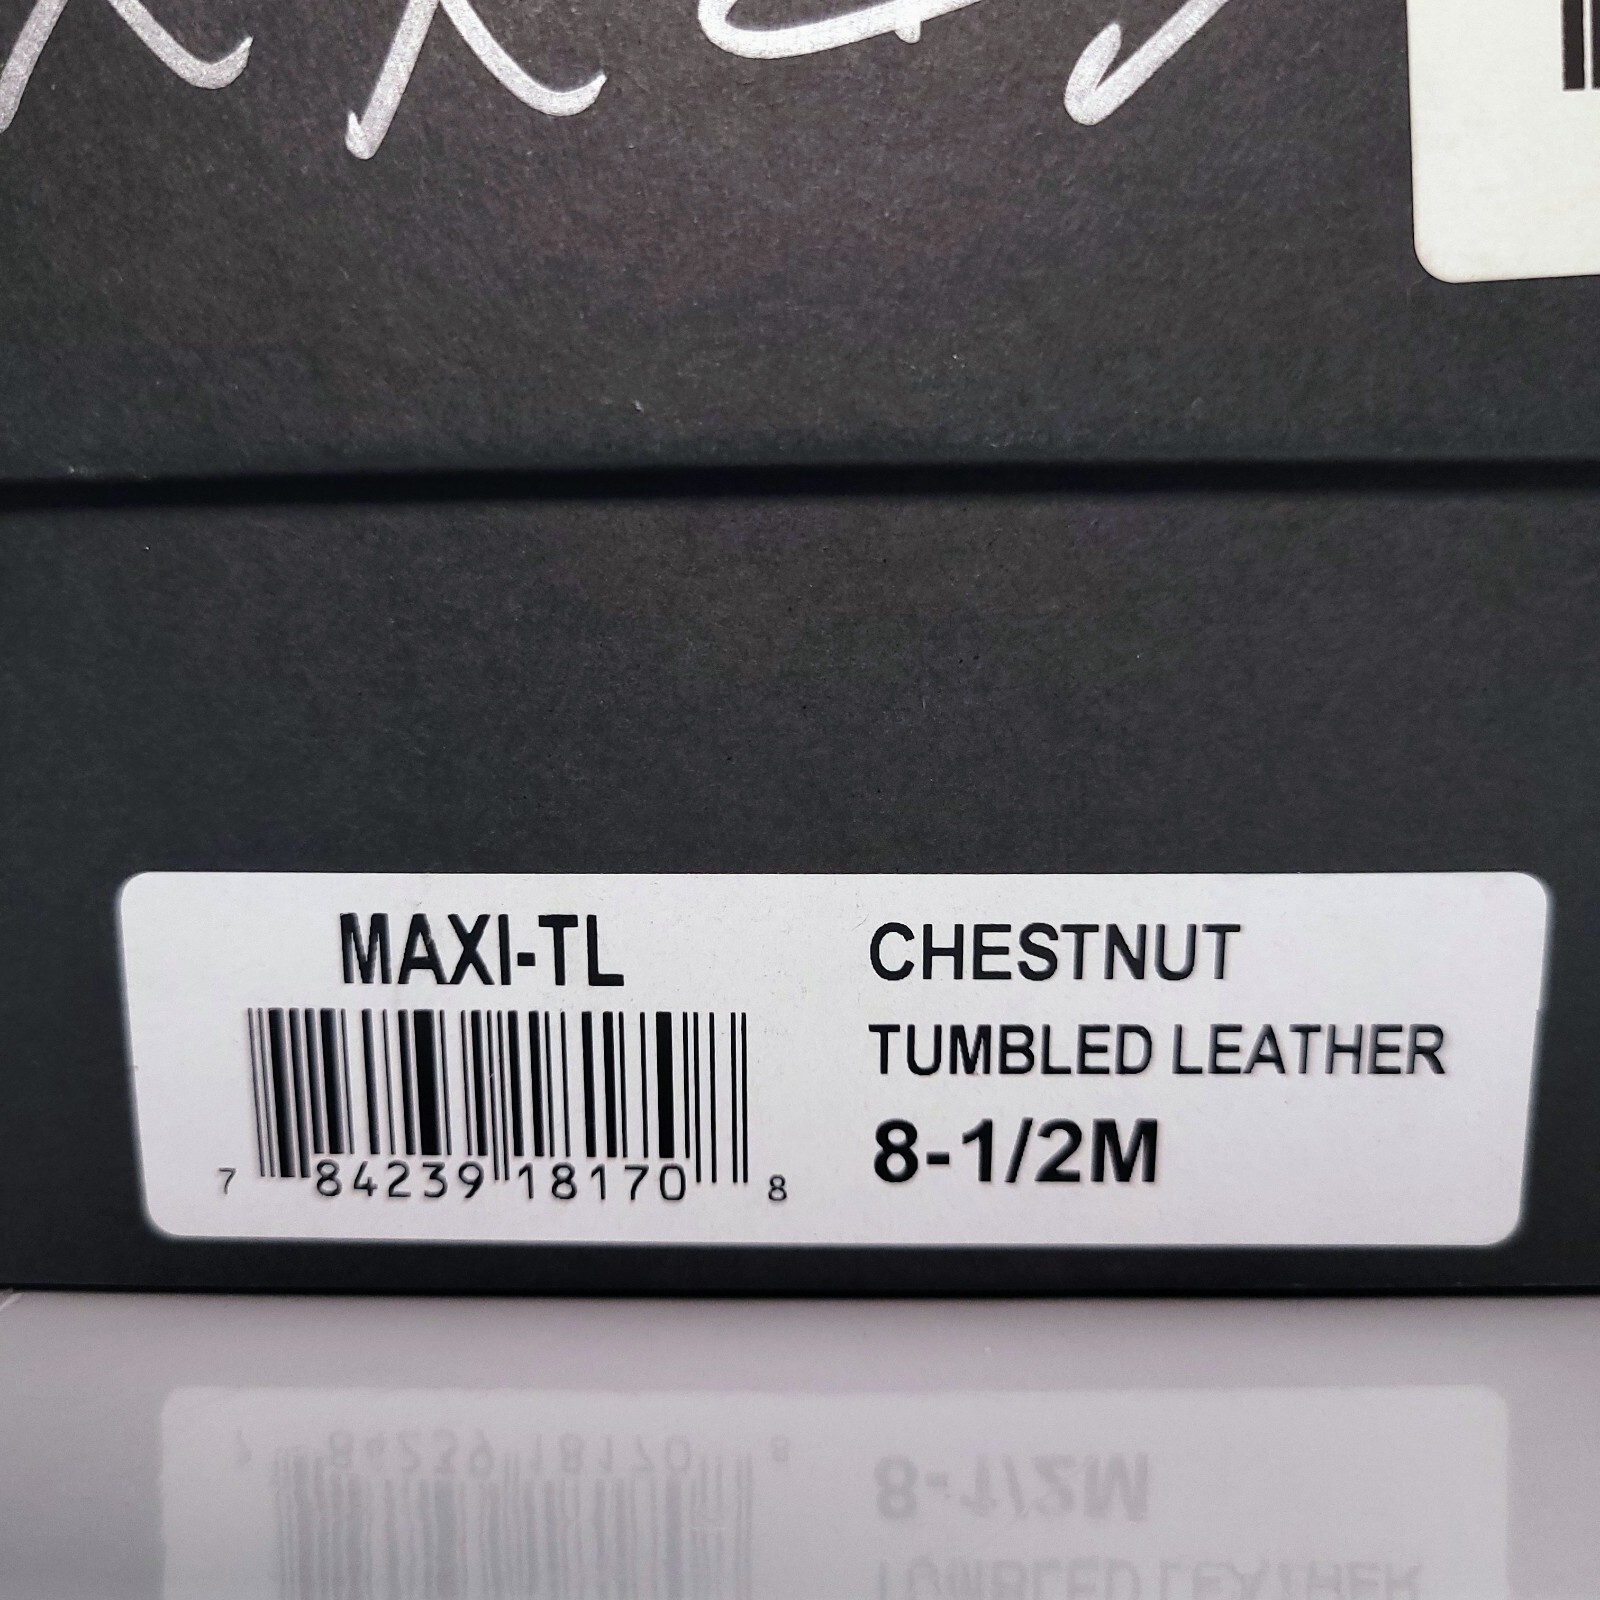 MAXI-TL
7 84239 18170 8
CHESTNUT
TUMBLED LEATHER
8-1/2M